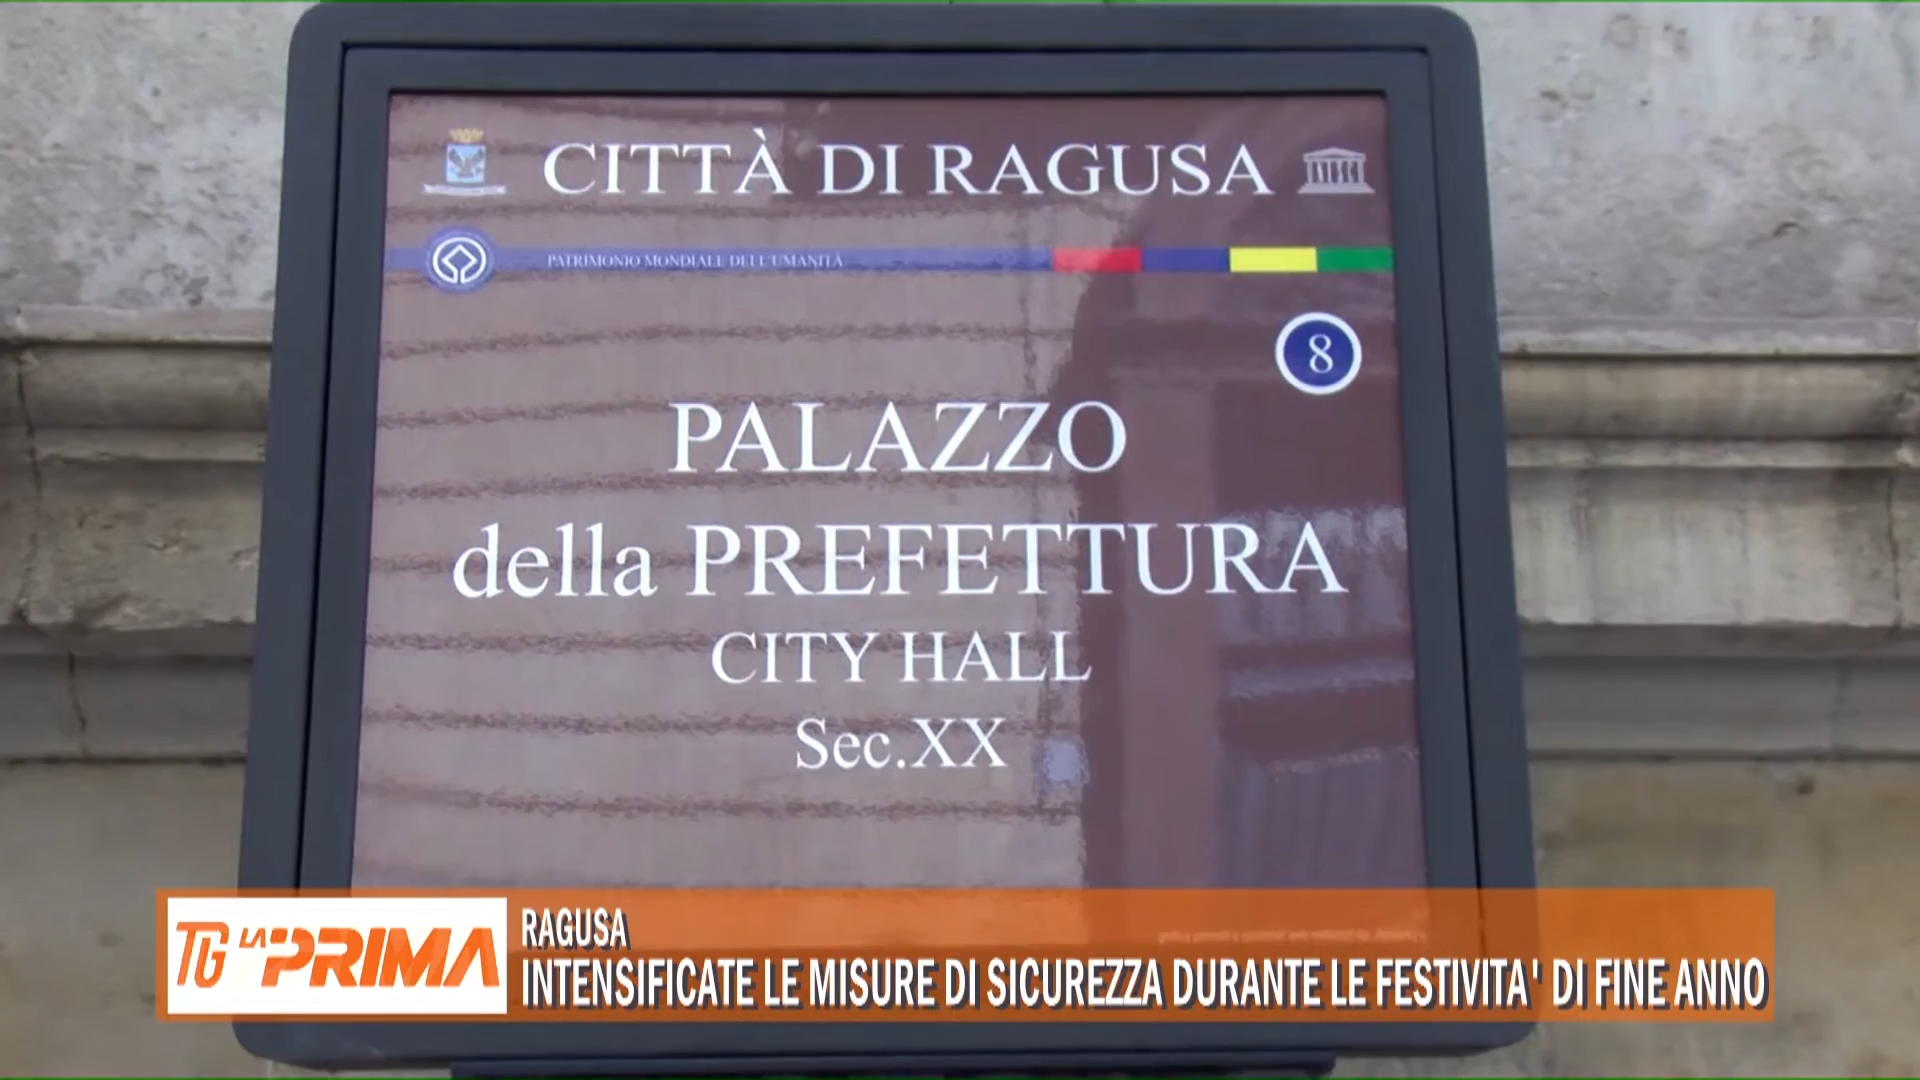 CITTÀ DI RAGUSA
PATRIMONIO MONDIALE DELL'UMANITÀ
8
PALAZZO
della PREFETTURA
CITY HALL
Sec.XX
TG LA PRIMA
RAGUSA
INTENSIFICATE LE MISURE DI SICUREZZA DURANTE LE FESTIVITA' DI FINE ANNO